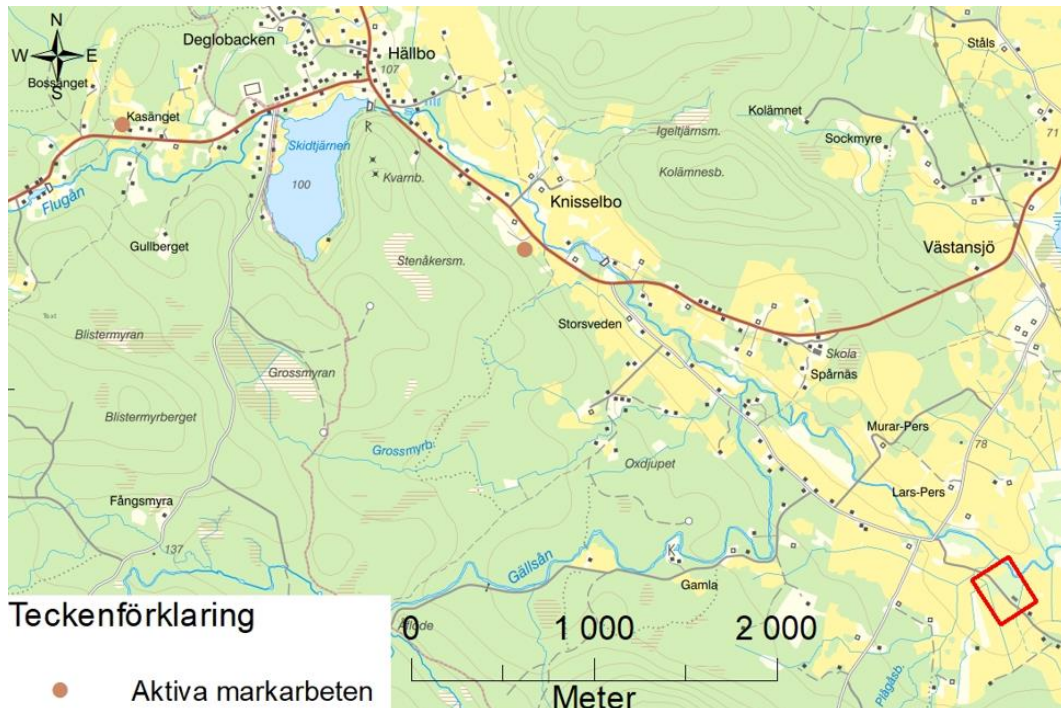 N
W
E
S
100
Deglobacken
Hällbo
107
Bossänget
Kasänget
Skidtjärnen
R
Flugån
100
Kvarnb.
Gullberget
Stenåkersm.
Knisselbo
Igeltjärnsm.
Kolämnesb.
Kolämnet
Sockmyre
Ståls
71
Västansjö
Blistermyran
Grossmyran
Storsveden
Skola
Spårnäs
Blistermyrberget
Grossmyrb.
Murar-Pers
78
Oxdjupet
Lars-Pers
Fångsmyra
137
Gällsån
K
Gamla
Plågåsb.
Teckenförklaring
Aktiva markarbeten
0
1 000
2 000
Meter